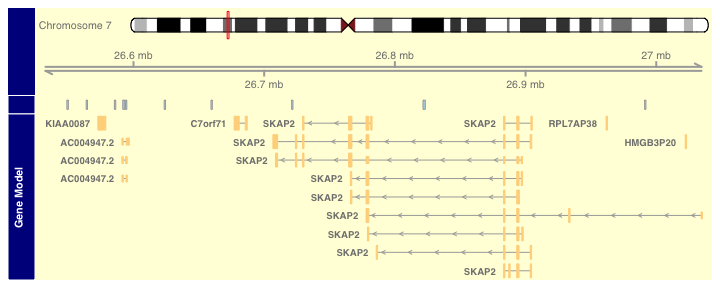 Chromosome 7
26.6 mb 26.8 mb 27 mb
26.7 mb 26.9 mb
KIAA0087 C7orf71 SKAP2 SKAP2 RPL7AP38
AC004947.2 SKAP2 HMGB3P20
AC004947.2 SKAP2
AC004947.2 SKAP2
SKAP2
SKAP2
SKAP2
SKAP2
SKAP2
Gene Model